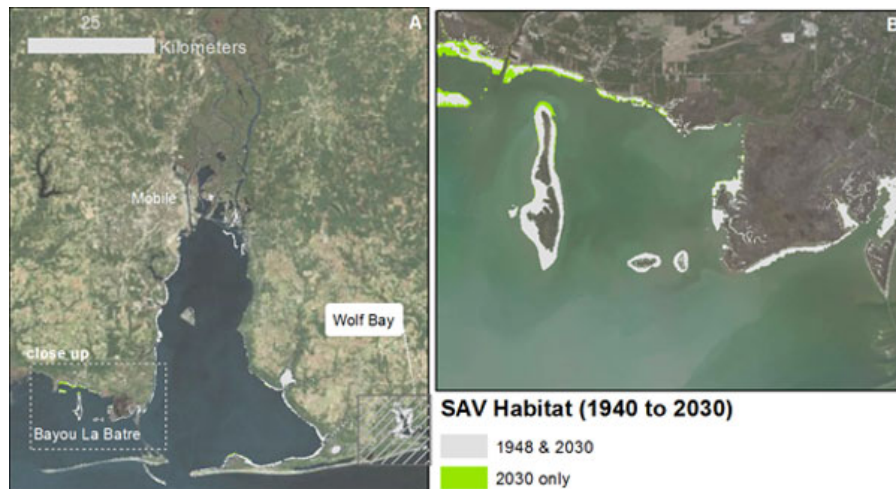 25
Kilometers
A
Mobile
Wolf Bay
close up
Bayou La Batre
B
SAV Habitat (1940 to 2030)
1948 & 2030
2030 only